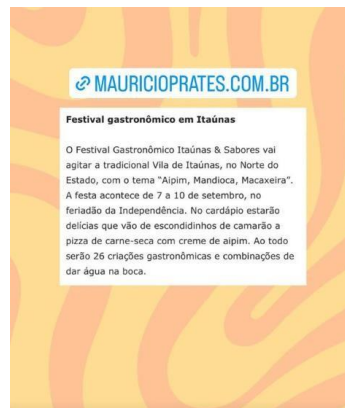 MAURICIOPRATES.COM.BR
Festival gastronômico em Itaúnas
O Festival Gastronômico Itaúnas & Sabores vai
agitar a tradicional Vila de Itaúnas, no Norte do
Estado, com o tema “Aipim, Mandioca, Macaxeira”.
A festa acontece de 7 a 10 de setembro, no
feriadão da Independência. No cardápio estarão
delícias que vão de escondidinhos de camarão a
pizza de carne-seca com creme de aipim. Ao todo
serão 26 criações gastronômicas e combinações de
dar água na boca.